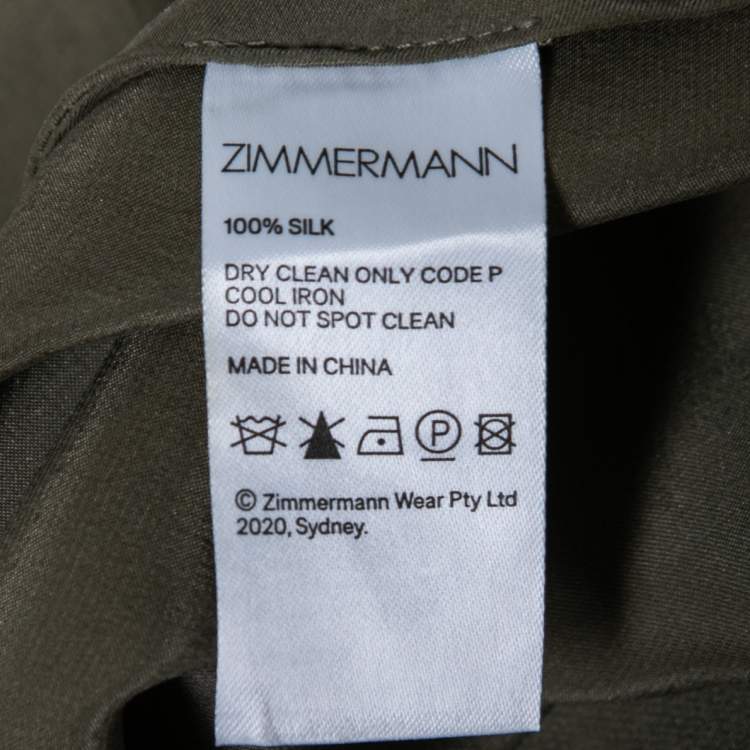 ZIMMERMANN
100% SILK
DRY CLEAN ONLY CODE P
COOL IRON
DO NOT SPOT CLEAN
MADE IN CHINA
P
© Zimmermann Wear Pty Ltd
2020, Sydney.